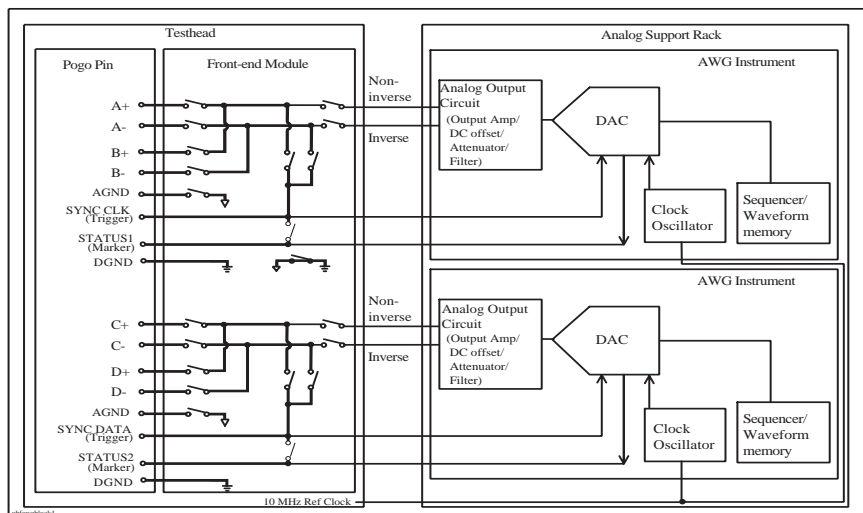 Testhead
Analog Support Rack
Pogo Pin
Front-end Module
AWG Instrument
Non-
inverse
Inverse
Analog Output
Circuit
(Output Amp/
DC offset/
Attenuator/
Filter)
DAC
Clock
Oscillator
Sequencer/
Waveform
memory
A+
A-
B+
B-
AGND
SYNC CLK
(Trigger)
STATUS1
(Marker)
DGND
AWG Instrument
Non-
inverse
Inverse
Analog Output
Circuit
(Output Amp/
DC offset/
Attenuator/
Filter)
DAC
Clock
Oscillator
Sequencer/
Waveform
memory
C+
C-
D+
D-
AGND
SYNC DATA
(Trigger)
STATUS2
(Marker)
DGND
10 MHz Ref Clock